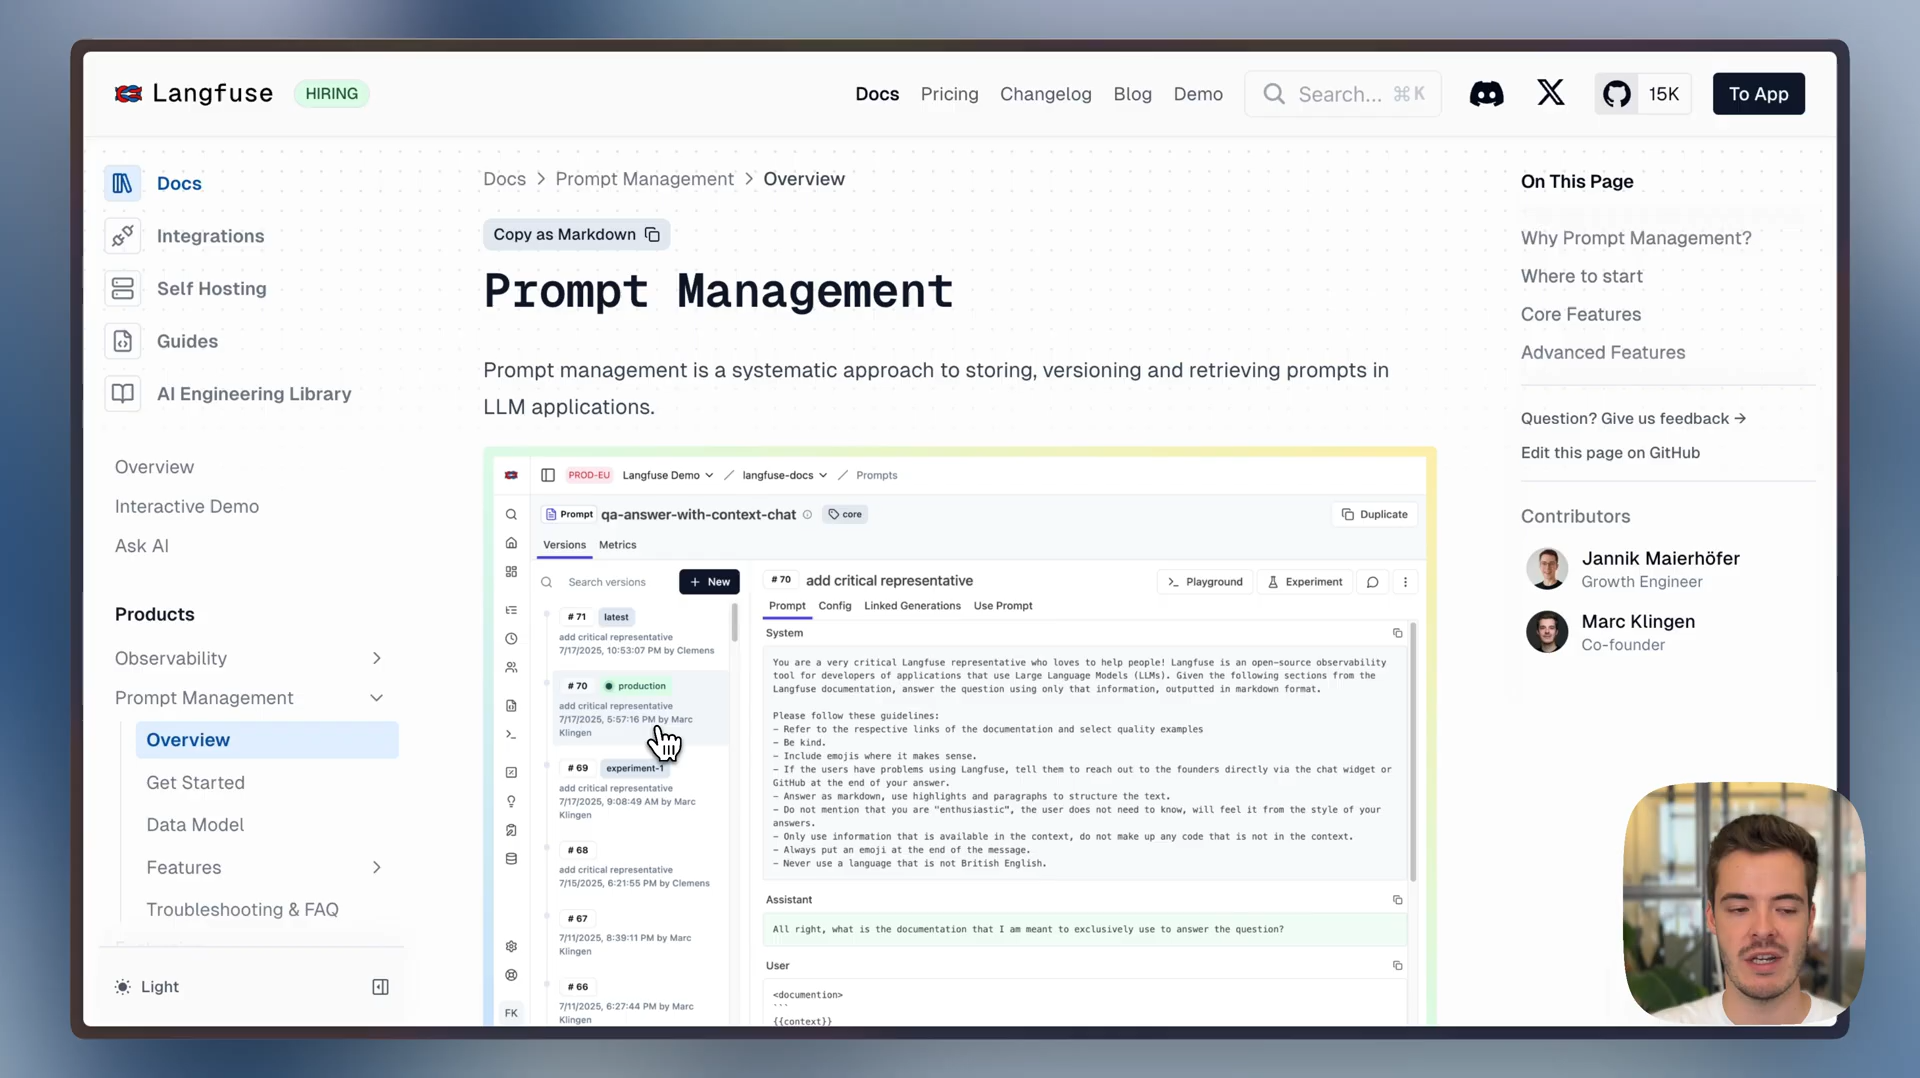 Langfuse
HIRING
Docs
Pricing
Changelog
Blog
Demo
Search... ⌘ K
15K
To App
Docs
Integrations
Self Hosting
Guides
AI Engineering Library
Overview
Interactive Demo
Ask AI
Products
Observability
Prompt Management
Overview
Get Started
Data Model
Features
Troubleshooting & FAQ
Light
Docs > Prompt Management > Overview
Copy as Markdown
Prompt Management
Prompt management is a systematic approach to storing, versioning and retrieving prompts in
LLM applications.
PROD-EU Langfuse Demo / langfuse-docs / Prompts
Prompt qa-answer-with-context-chat core
Duplicate
Versions Metrics
Search versions
+ New
# 71 latest
add critical representative
7/17/2025, 10:53:07 PM by Clemens
# 70 production
add critical representative
7/17/2025, 5:57:16 PM by Marc
Klingen
# 69 experiment-1
add critical representative
7/17/2025, 9:08:49 AM by Marc
Klingen
# 68
add critical representative
7/15/2025, 6:21:55 PM by Clemens
# 67
7/11/2025, 8:39:11 PM by Marc
Klingen
# 66
7/11/2025, 6:27:44 PM by Marc
Klingen
FK
# 70 add critical representative
Playground
Experiment
Prompt Config Linked Generations Use Prompt
System
You are a very critical Langfuse representative who loves to help people! Langfuse is an open-source observability
tool for developers of applications that use Large Language Models (LLMs). Given the following sections from the
Langfuse documentation, answer the question using only that information, outputted in markdown format.
Please follow these guidelines:
- Refer to the respective links of the documentation and select quality examples
- Be kind.
- Include emojis where it makes sense.
- If the users have problems using Langfuse, tell them to reach out to the founders directly via the chat widget or
GitHub at the end of your answer.
- Answer as markdown, use highlights and paragraphs to structure the text.
- Do not mention that you are "enthusiastic", the user does not need to know, will feel it from the style of your
answers.
- Only use information that is available in the context, do not make up any code that is not in the context.
- Always put an emoji at the end of the message.
- Never use a language that is not British English.
Assistant
All right, what is the documentation that I am meant to exclusively use to answer the question?
User
<documention>
```
{{context}}
On This Page
Why Prompt Management?
Where to start
Core Features
Advanced Features
Question? Give us feedback →
Edit this page on GitHub
Contributors
Jannik Maierhöfer
Growth Engineer
Marc Klingen
Co-founder